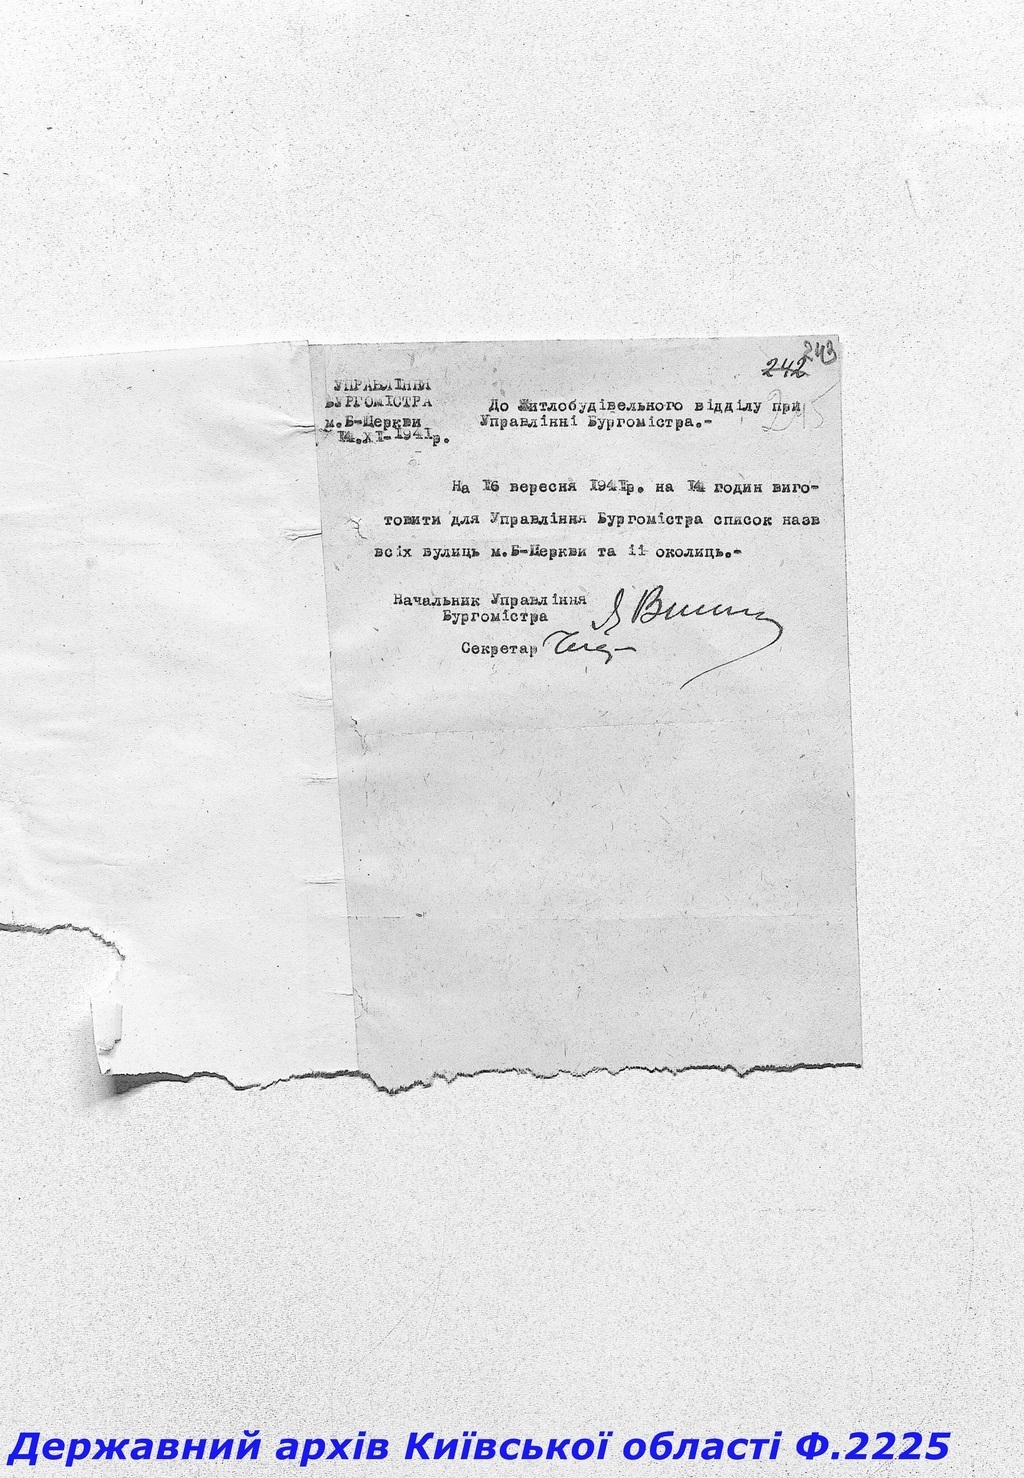 243
242
245
УПРАВЛІННЯ
БУРГОМІСТРА
м.Б-Церкви
14.XI-1941р.
До Житлобудівельного відділу при
Управлінні Бургомістра.-
На 16 вересня 1941р. на 14 годин виго-
товити для Управління Бургомістра список назв
всіх вулиць м.Б-Церкви та іі околиць.-
Начальник Управління
Бургомістра
Секретар
Державний архів Київської області Ф.2225